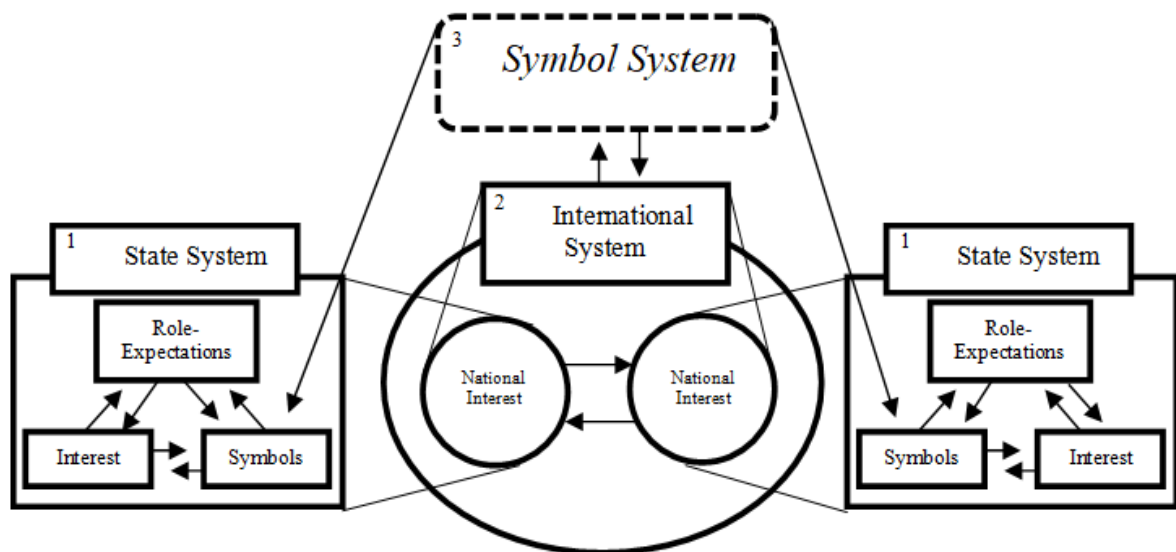 3
Symbol System
2
International
System
1
State System
Role-
Expectations
Interest
Symbols
National
Interest
National
Interest
1
State System
Role-
Expectations
Symbols
Interest